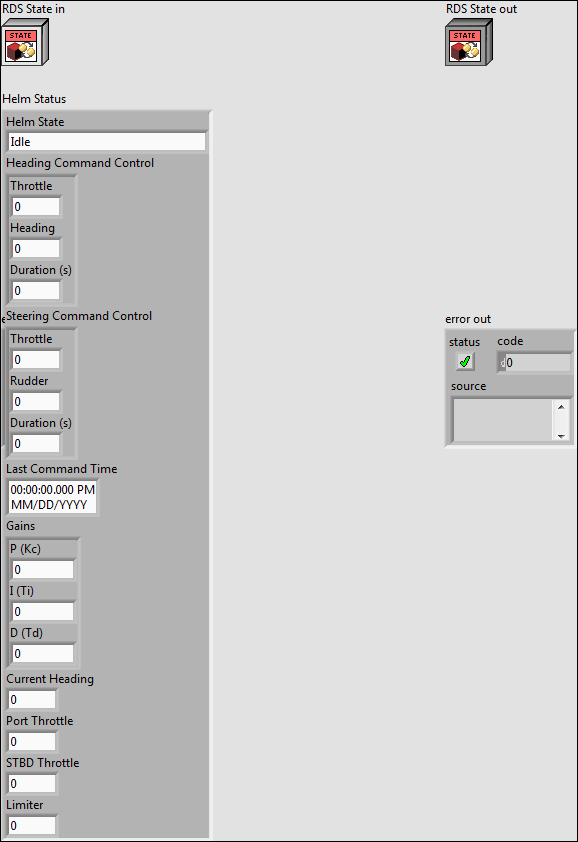 RDS State in
RDS State out
STATE
STATE
Helm Status
Helm State
Idle
Heading Command Control
Throttle
0
Heading
0
Duration (s)
0
Steering Command Control
Throttle
0
Rudder
0
Duration (s)
0
error out
status
code
d0
source
Last Command Time
00:00:00.000 PM
MM/DD/YYYY
Gains
P (Kc)
0
I (Ti)
0
D (Td)
0
Current Heading
0
Port Throttle
0
STBD Throttle
0
Limiter
0